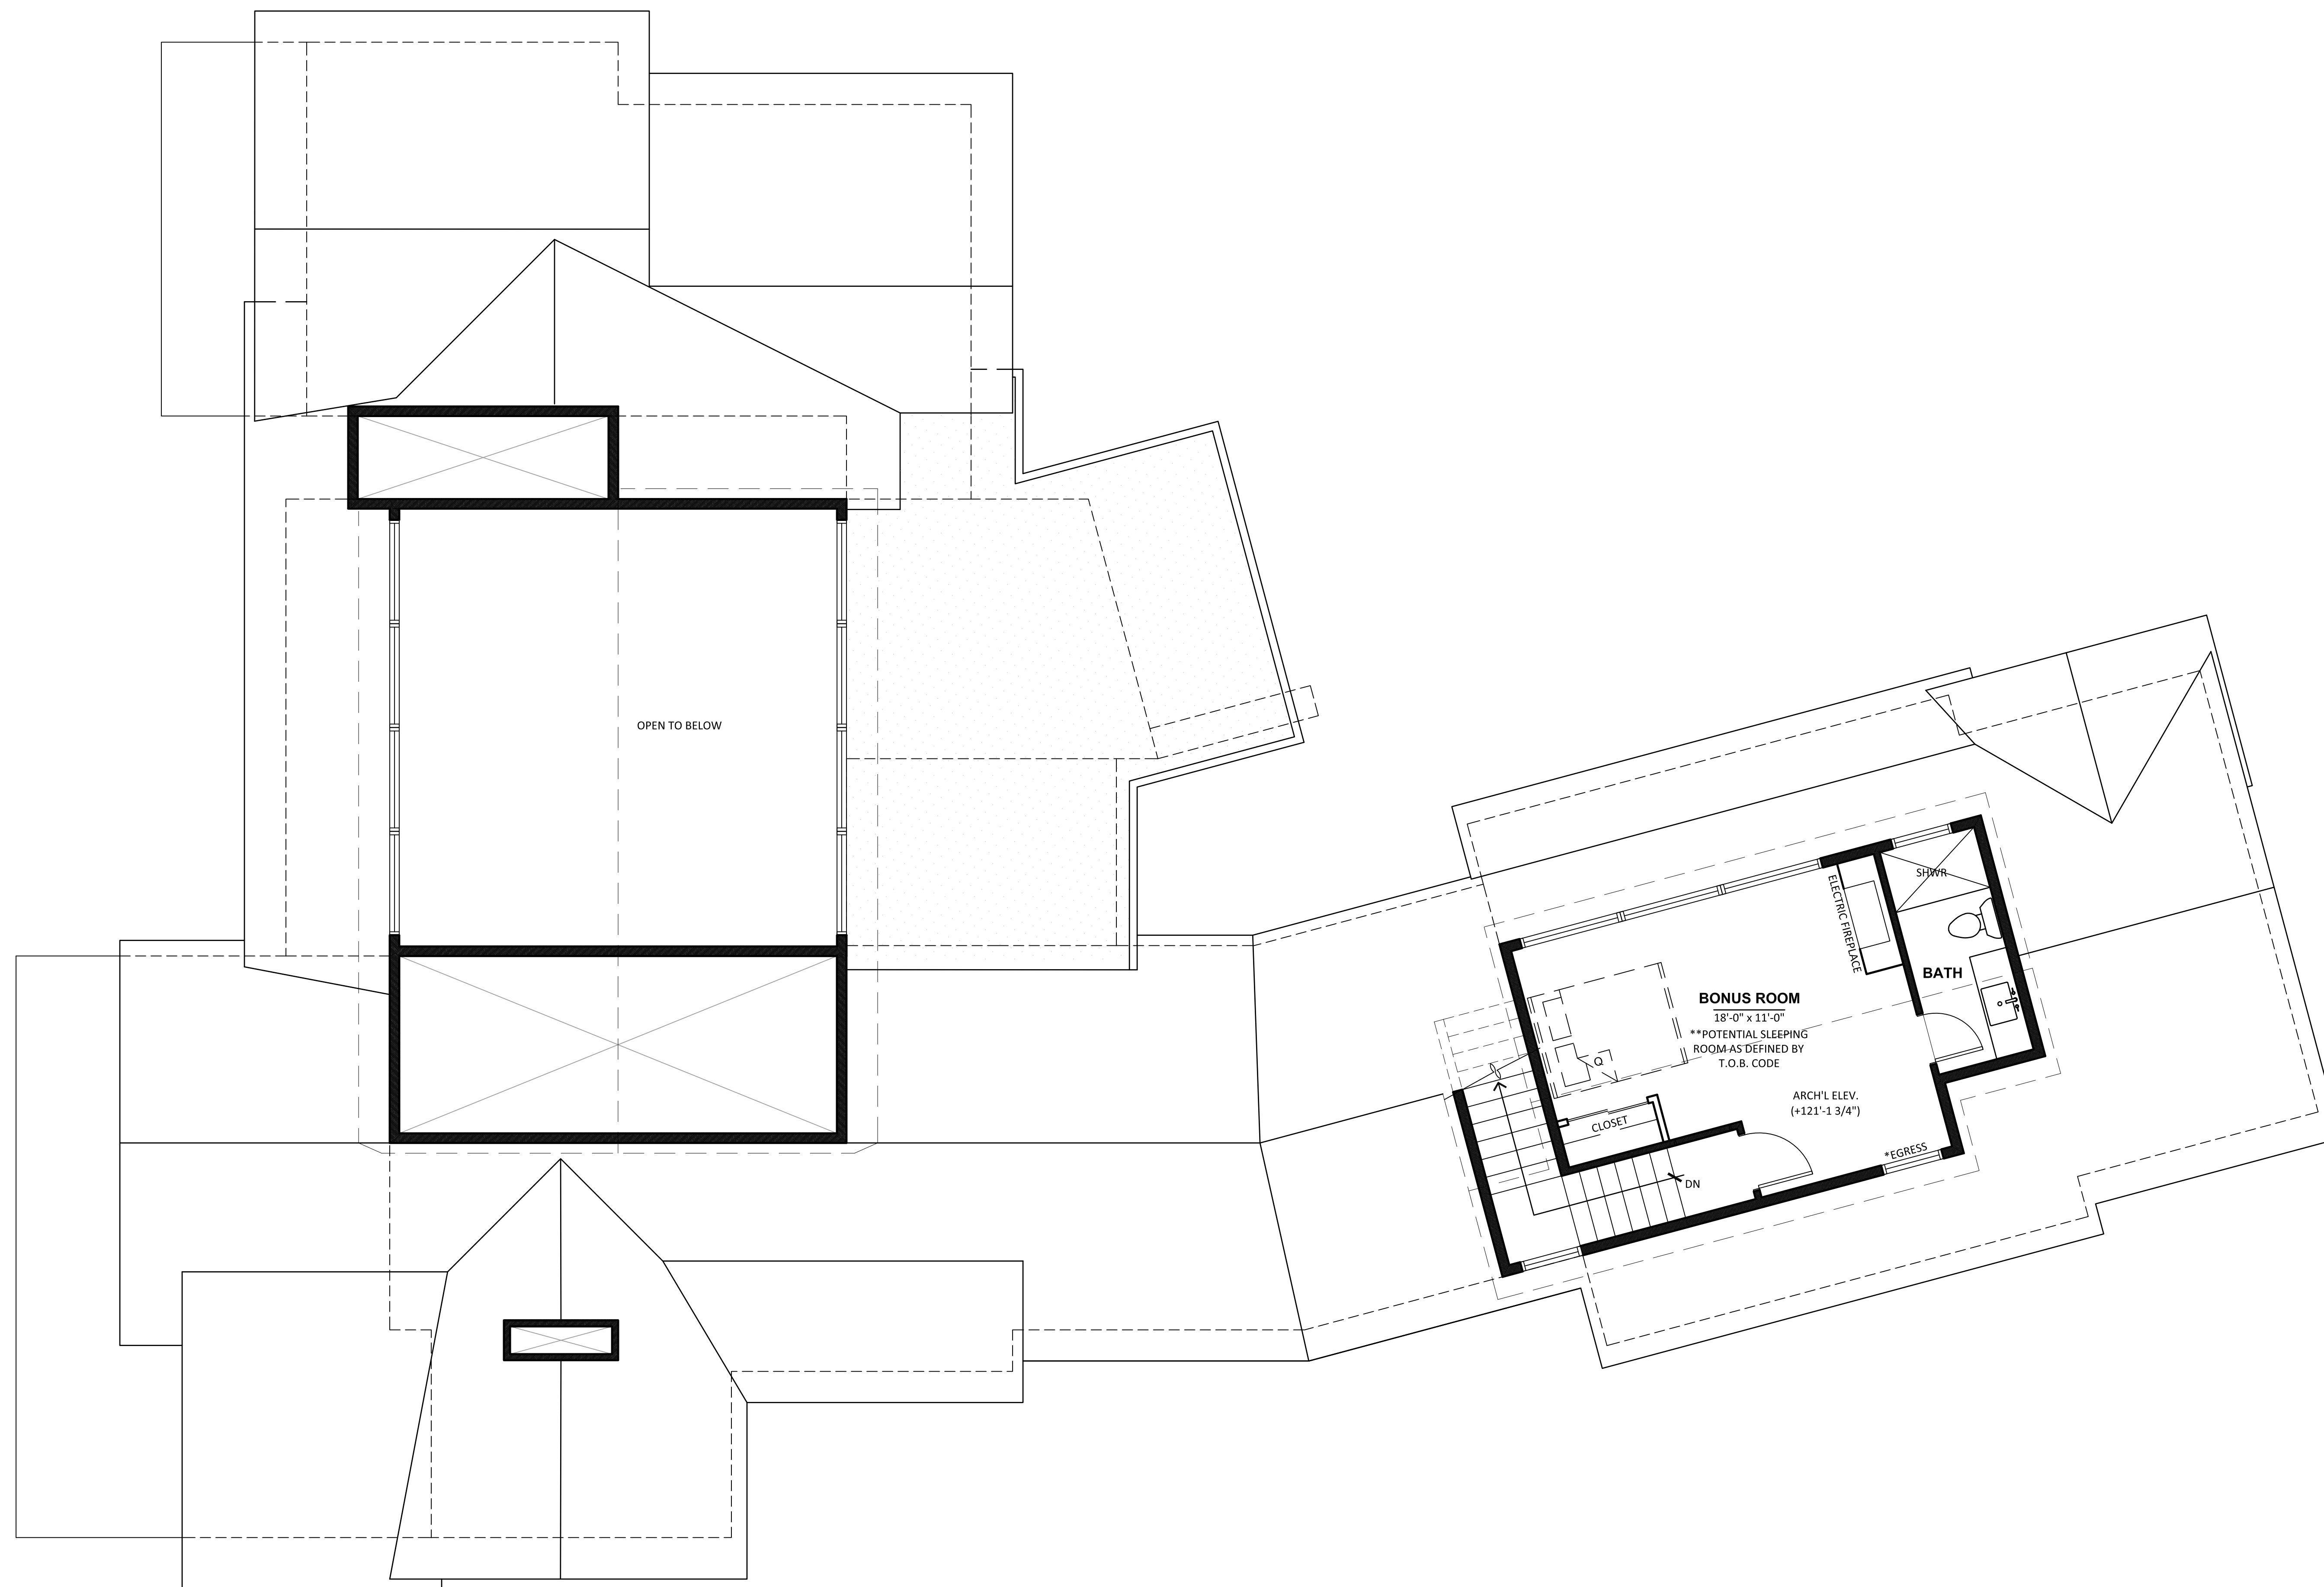 OPEN TO BELOW
SHWR
ELECTRIC FIREPLACE
BATH
BONUS ROOM
18'-0" x 11'-0"
**POTENTIAL SLEEPING
ROOM AS DEFINED BY
T.O.B. CODE
Q
ARCH'L ELEV.
(+121'-1 3/4")
CLOSET
*EGRESS
DN